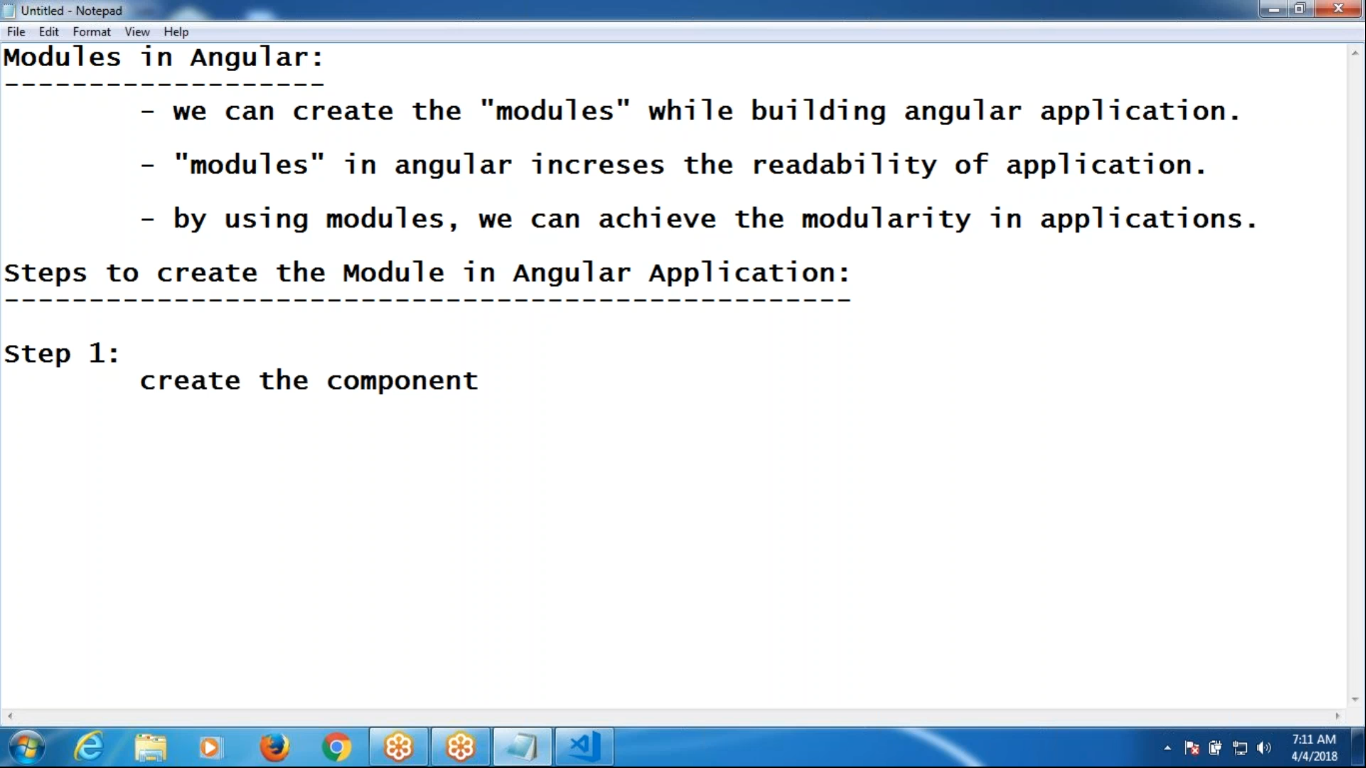 Untitled - Notepad
File Edit Format View Help
Modules in Angular:
-------------------
- we can create the "modules" while building angular application.
- "modules" in angular increses the readability of application.
- by using modules, we can achieve the modularity in applications.
Steps to create the Module in Angular Application:
--------------------------------------------------
Step 1:
create the component
7:11 AM
4/4/2018